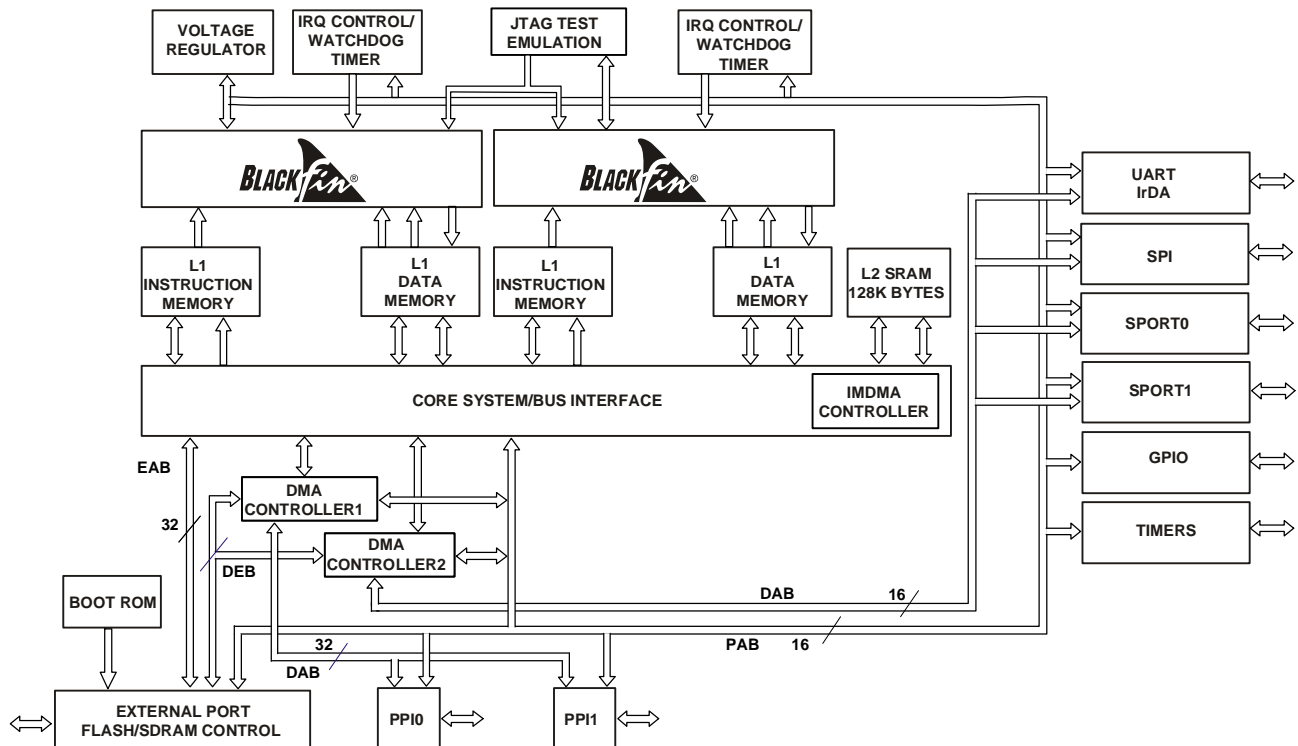 VOLTAGE
REGULATOR
IRQ CONTROL/
WATCHDOG
TIMER
JTAG TEST
EMULATION
IRQ CONTROL/
WATCHDOG
TIMER
BLACKfin®
BLACKfin®
UART
IrDA
L1
INSTRUCTION
MEMORY
L1
DATA
MEMORY
L1
INSTRUCTION
MEMORY
L1
DATA
MEMORY
L2 SRAM
128K BYTES
SPI
SPORT0
CORE SYSTEM/BUS INTERFACE
IMDMA
CONTROLLER
SPORT1
GPIO
TIMERS
EAB
32
DMA
CONTROLLER1
DMA
CONTROLLER2
DEB
BOOT ROM
DAB
16
PAB
16
32
DAB
EXTERNAL PORT
FLASH/SDRAM CONTROL
PPI0
PPI1